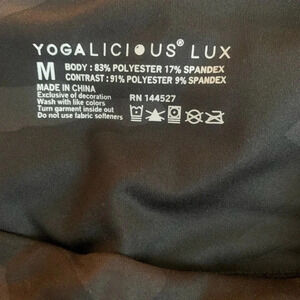 YOGALICIOUS® LUX
M BODY : 83% POLYESTER 17% SPANDEX
CONTRAST: 91% POLYESTER 9% SPANDEX
MADE IN CHINA
Exclusive of decoration RN 144527
Wash with like colors
Turn garment inside out
Do not use fabric softeners